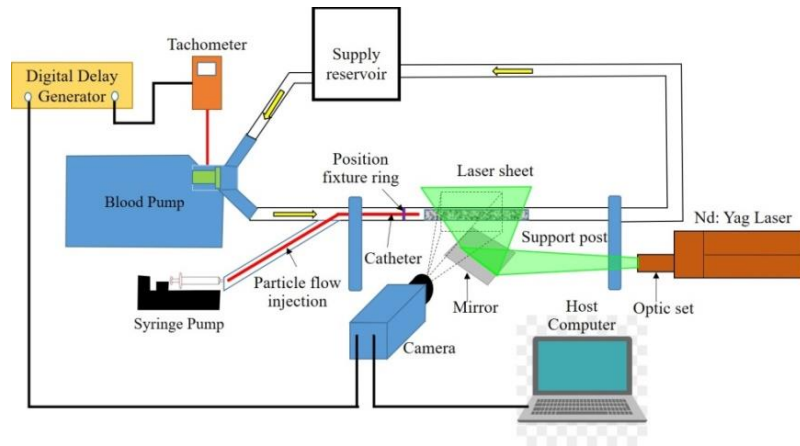 Tachometer
Supply
reservoir
Digital Delay
Generator
Position
fixture ring
Laser sheet
Blood Pump
Nd: Yag Laser
Support post
Catheter
Particle flow
injection
Mirror
Host
Computer
Optic set
Syringe Pump
Camera